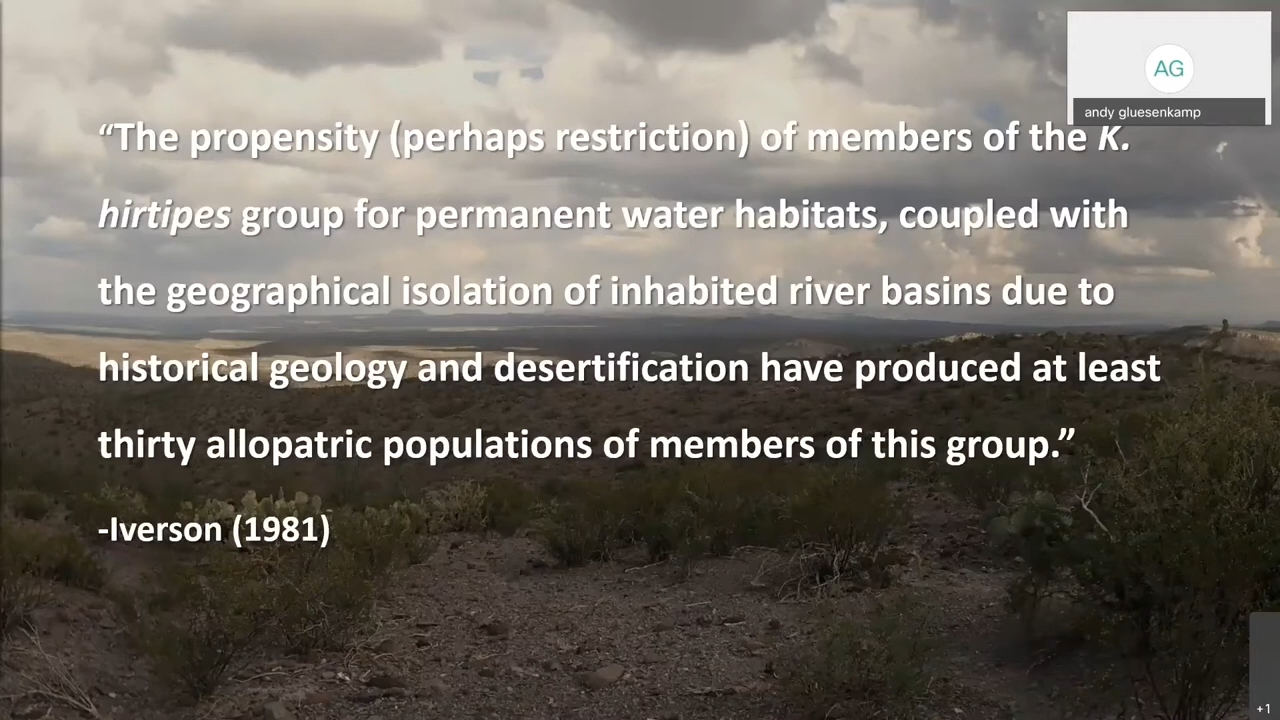 AG
andy gluesenkamp
“The propensity (perhaps restriction) of members of the K.
hirtipes group for permanent water habitats, coupled with
the geographical isolation of inhabited river basins due to
historical geology and desertification have produced at least
thirty allopatric populations of members of this group.”
-Iverson (1981)
+1